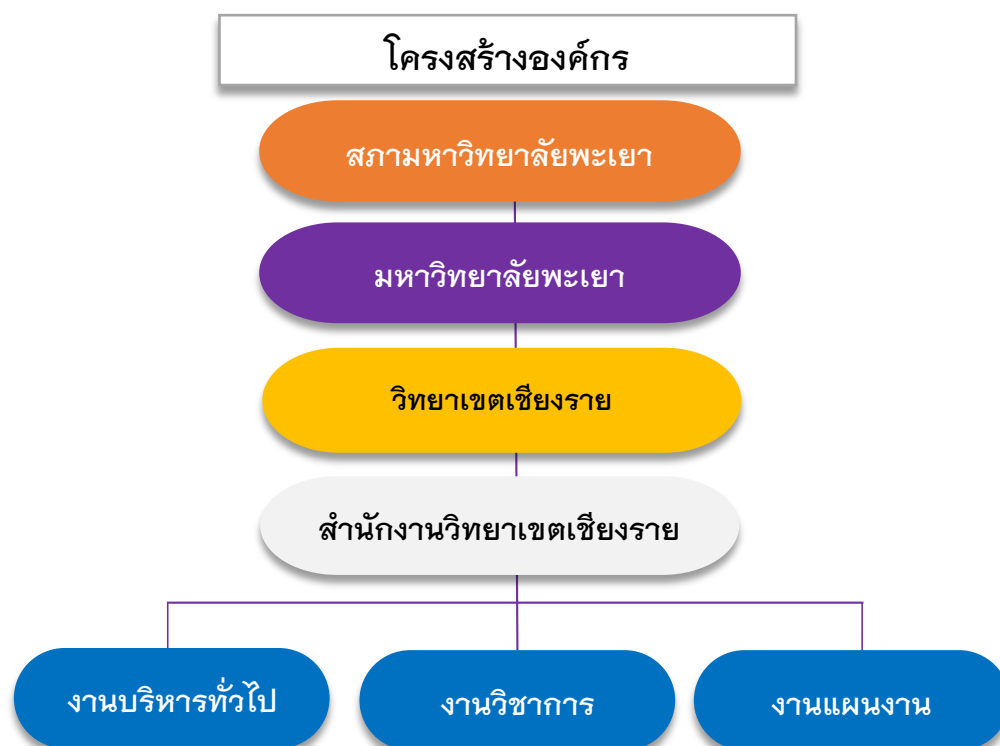 โครงสร้างองค์กร
สภามหาวิทยาลัยพะเยา
มหาวิทยาลัยพะเยา
วิทยาเขตเชียงราย
สำนักงานวิทยาเขตเชียงราย
งานบริหารทั่วไป
งานวิชาการ
งานแผนงาน